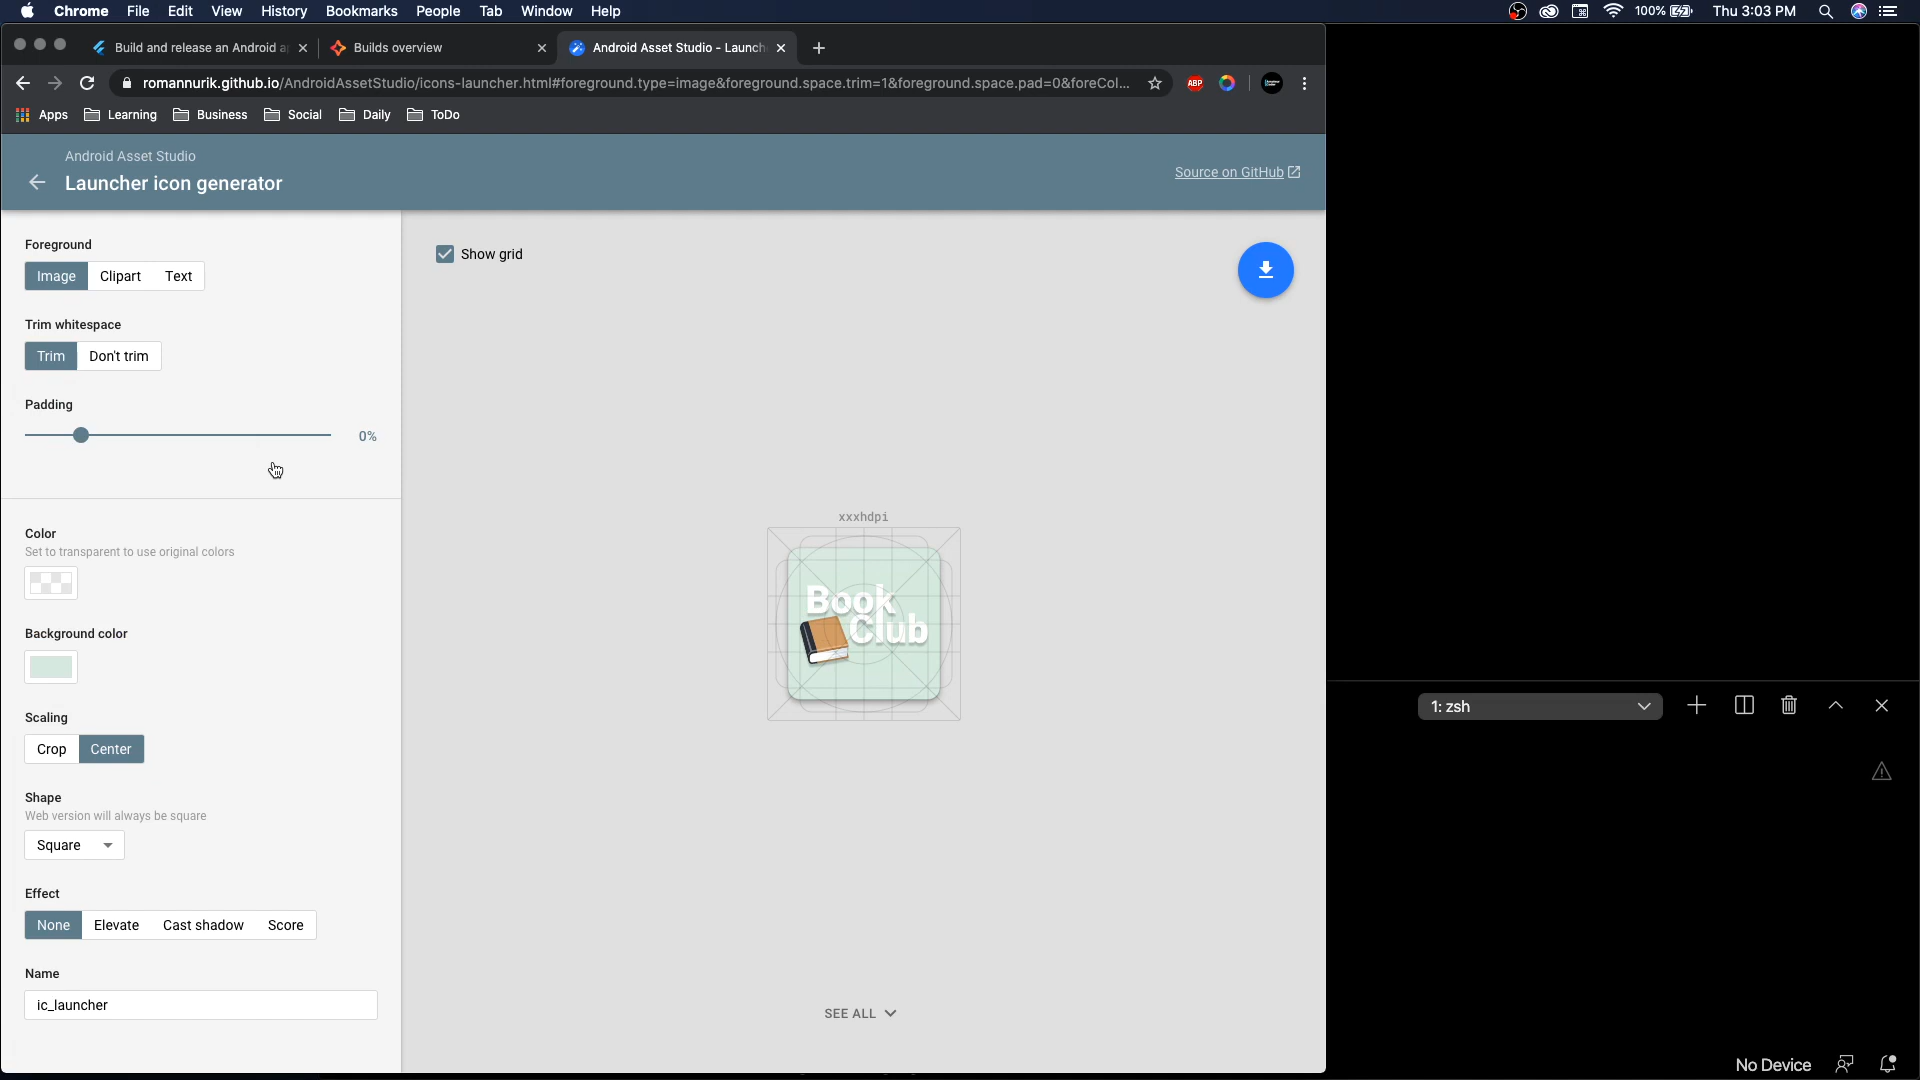 Chrome File Edit View History Bookmarks People Tab Window Help
100% Thu 3:03 PM
Build and release an Android a
Builds overview
Android Asset Studio - Launch
romannurik.github.io/AndroidAssetStudio/icons-launcher.html#foreground.type=image&foreground.space.trim=1&foreground.space.pad=0&foreCol...
ABP
Apps Learning Business Social Daily ToDo
Android Asset Studio
Launcher icon generator
Source on GitHub
Foreground
Image Clipart Text
Trim whitespace
Trim Don't trim
Padding
0%
Color
Set to transparent to use original colors
Background color
Scaling
Crop Center
Shape
Web version will always be square
Square
Effect
None Elevate Cast shadow Score
Name
ic_launcher
Show grid
xxxhdpi
Book
Club
SEE ALL
1: zsh
No Device